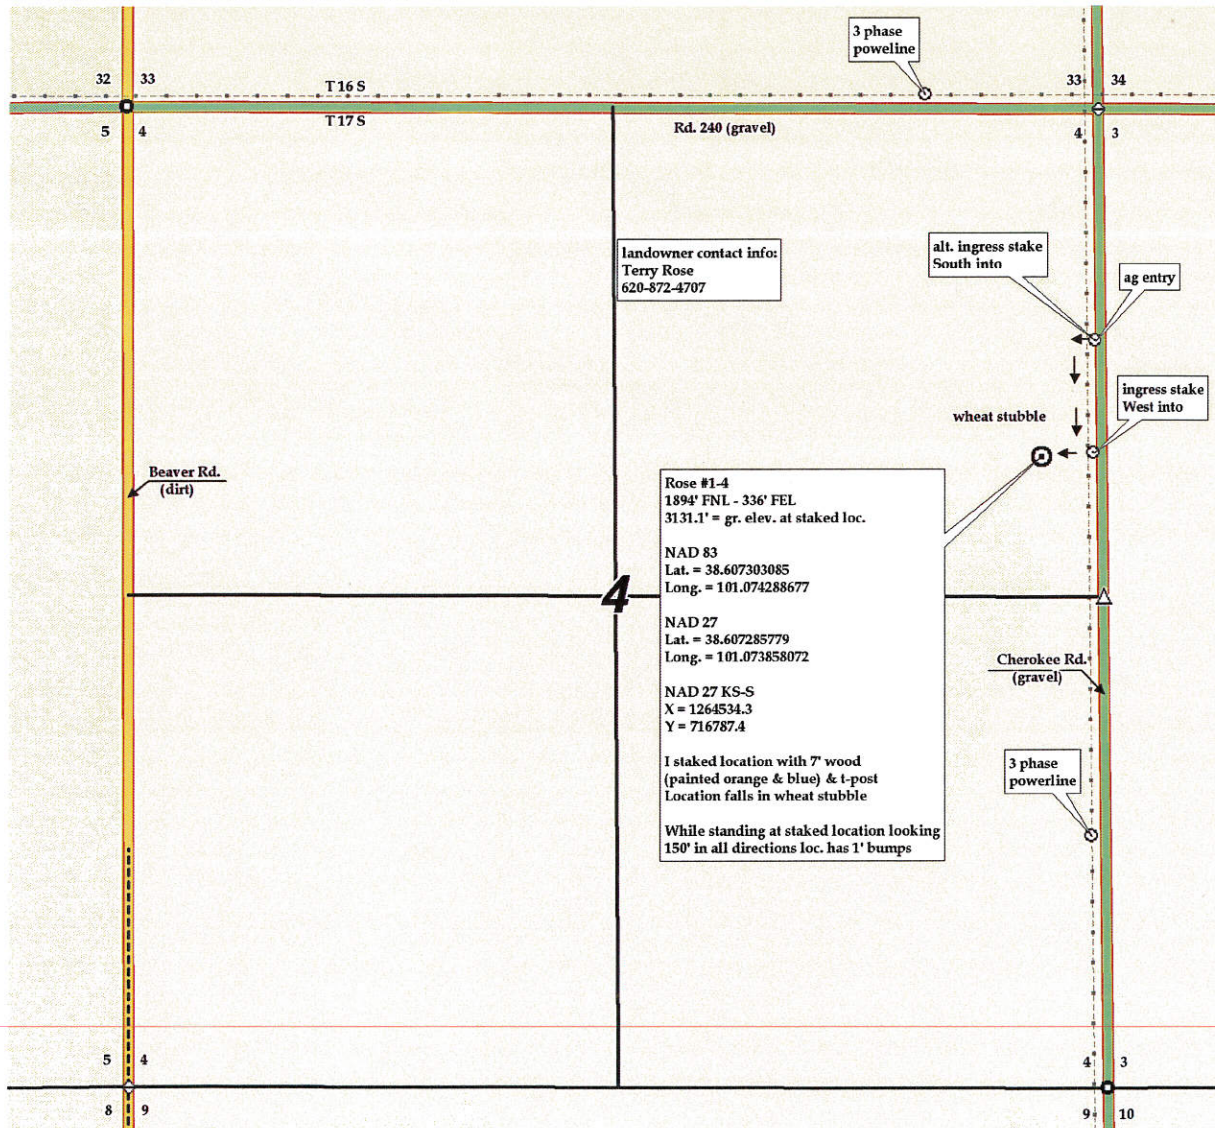 3 phase
poweline
32 33
T 16 S
33 34
5 4
T 17 S
Rd. 240 (gravel)
4 3
landowner contact info:
Terry Rose
620-872-4707
alt. ingress stake
South into
ag entry
ingress stake
West into
wheat stubble
Beaver Rd.
(dirt)
Rose #1-4
1894' FNL - 336' FEL
3131.1' = gr. elev. at staked loc.
NAD 83
Lat. = 38.607303085
Long. = 101.074288677
NAD 27
Lat. = 38.607285779
Long. = 101.073858072
NAD 27 KS-S
X = 1264534.3
Y = 716787.4
I staked location with 7' wood
(painted orange & blue) & t-post
Location falls in wheat stubble
While standing at staked location looking
150' in all directions loc. has 1' bumps
4
Cherokee Rd.
(gravel)
3 phase
powerline
5 4
4 3
8 9
9 10